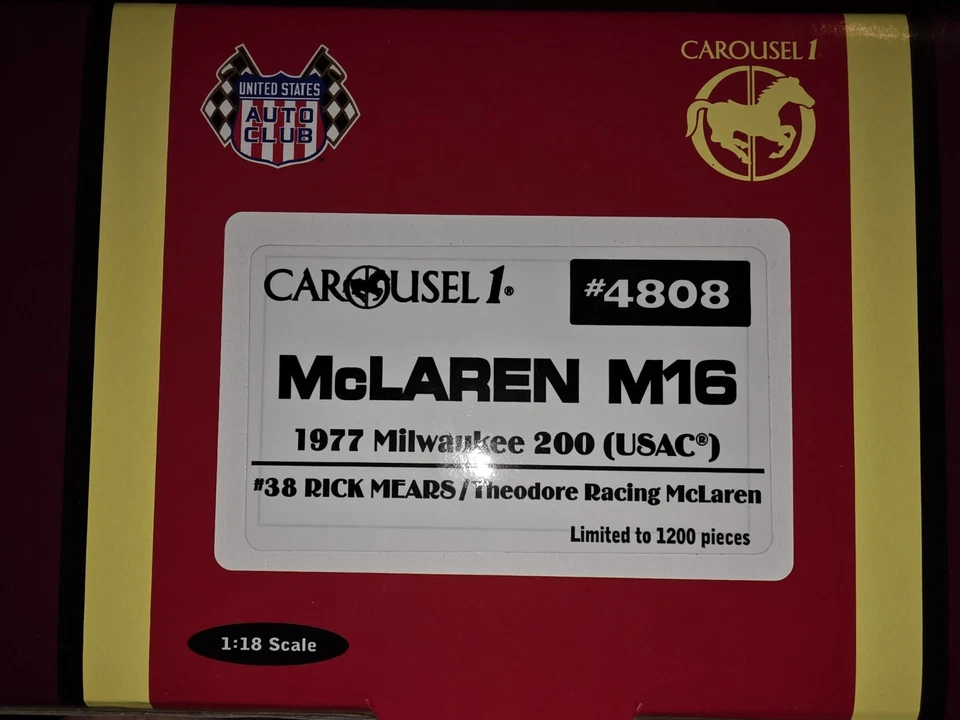 UNITED STATES
AUTO
CLUB
CAROUSEL 1
CAROUSEL 1®
#4808
McLAREN M16
1977 Milwaukee 200 (USAC®)
#38 RICK MEARS/Theodore Racing McLaren
Limited to 1200 pieces
1:18 Scale